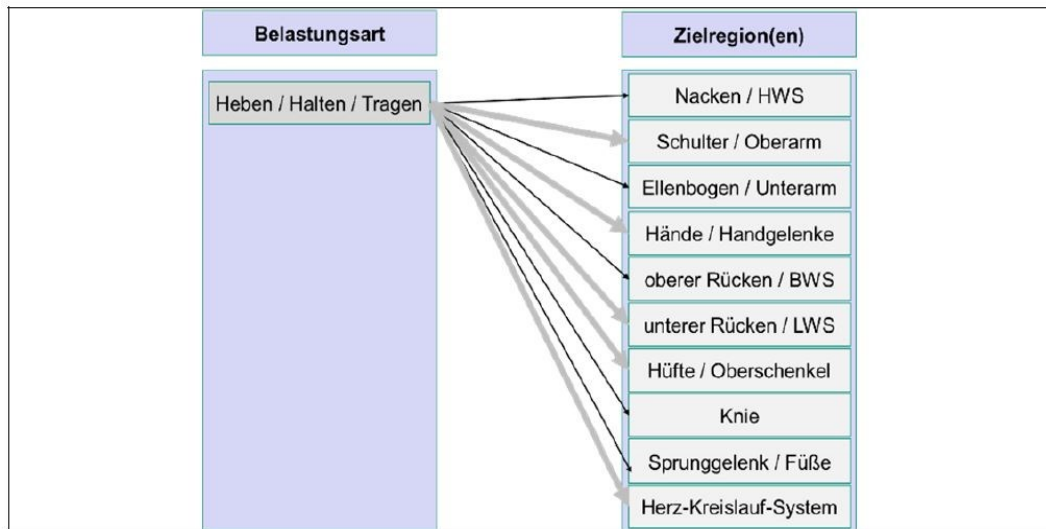 Belastungsart
Zielregion(en)
Heben / Halten / Tragen
Nacken / HWS
Schulter / Oberarm
Ellenbogen / Unterarm
Hände / Handgelenke
oberer Rücken / BWS
unterer Rücken / LWS
Hüfte / Oberschenkel
Knie
Sprunggelenk / Füße
Herz-Kreislauf-System